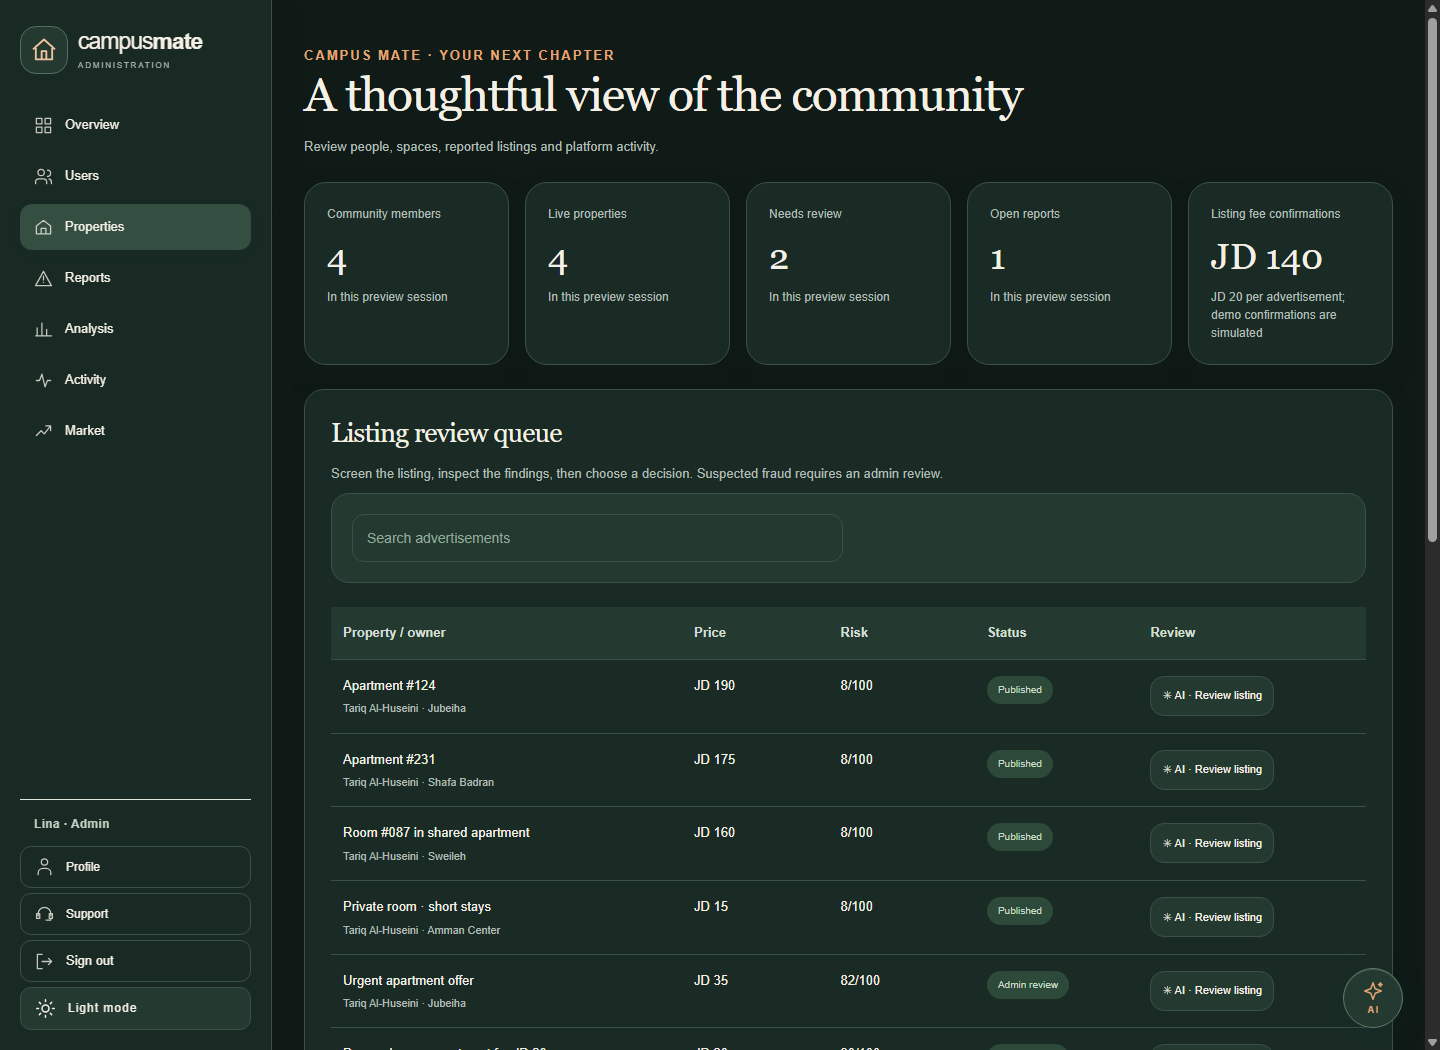 campusmate
ADMINISTRATION
Overview
Users
Properties
Reports
Analysis
Activity
Market
Lina · Admin
Profile
Support
Sign out
Light mode
CAMPUS MATE · YOUR NEXT CHAPTER
A thoughtful view of the community
Review people, spaces, reported listings and platform activity.
Community members
4
In this preview session
Live properties
4
In this preview session
Needs review
2
In this preview session
Open reports
1
In this preview session
Listing fee confirmations
JD 140
JD 20 per advertisement;
demo confirmations are
simulated
Listing review queue
Screen the listing, inspect the findings, then choose a decision. Suspected fraud requires an admin review.
Search advertisements
Property / owner Price Risk Status Review
Apartment #124 JD 190 8/100 Published ✳ AI · Review listing
Tariq Al-Huseini · Jubeiha
Apartment #231 JD 175 8/100 Published ✳ AI · Review listing
Tariq Al-Huseini · Shafa Badran
Room #087 in shared apartment JD 160 8/100 Published ✳ AI · Review listing
Tariq Al-Huseini · Sweileh
Private room · short stays JD 15 8/100 Published ✳ AI · Review listing
Tariq Al-Huseini · Amman Center
Urgent apartment offer JD 35 82/100 Admin review ✳ AI · Review listing
Tariq Al-Huseini · Jubeiha
AI